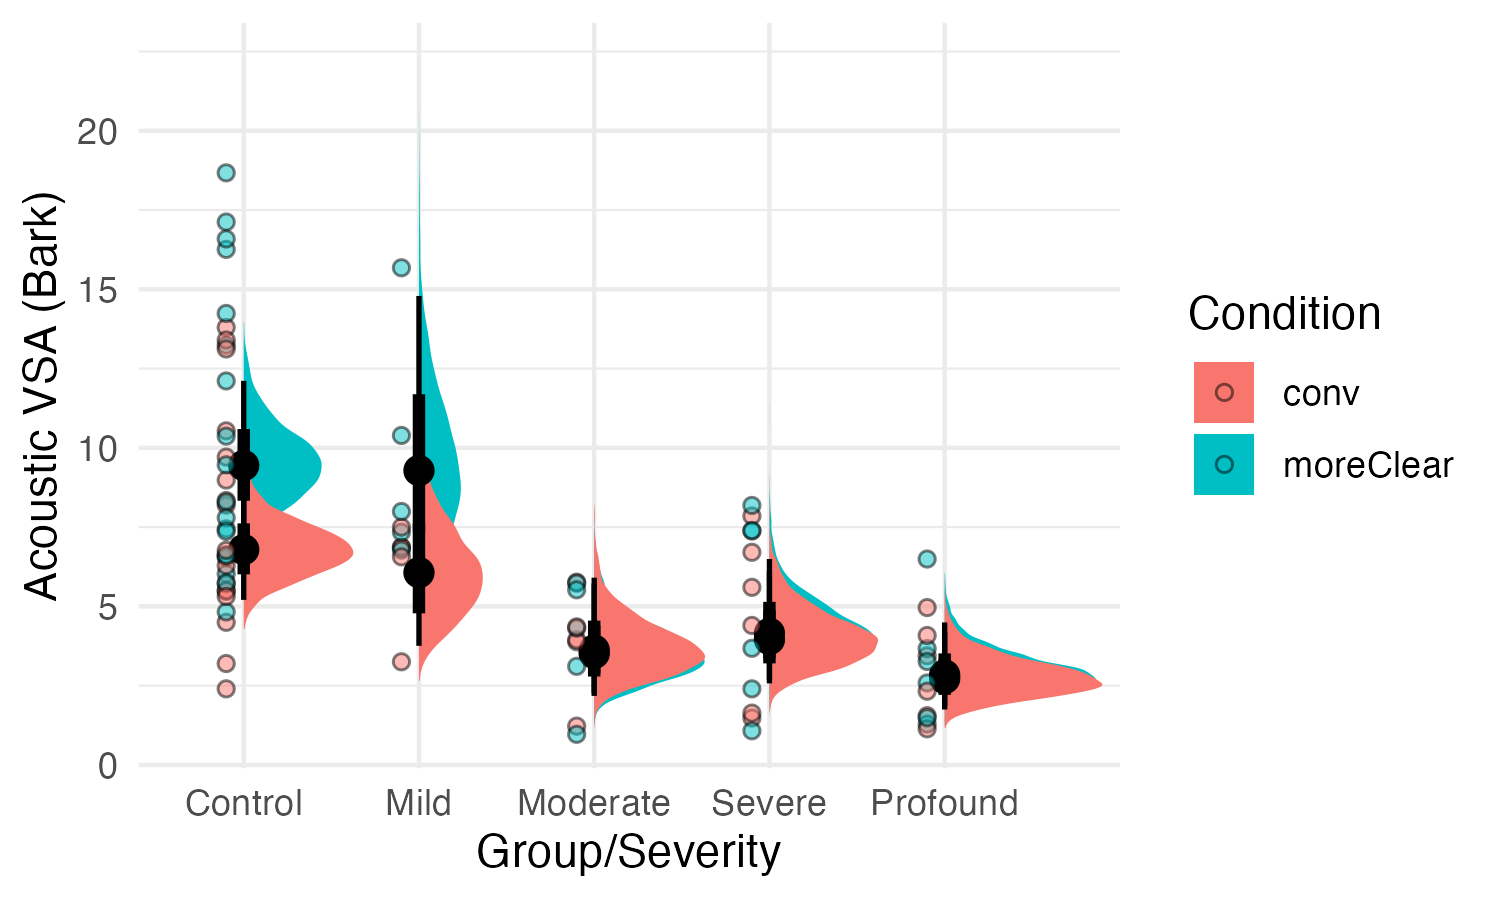 Acoustic VSA (Bark)
20
15
10
5
0
Control Mild Moderate Severe Profound
Group/Severity
Condition
conv
moreClear